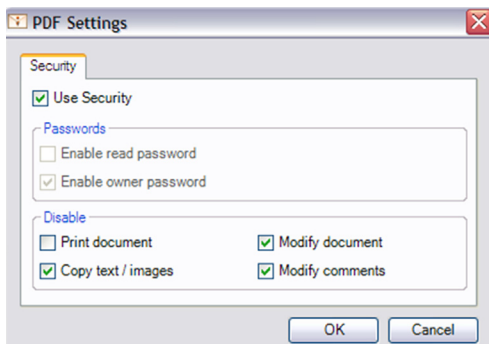 PDF Settings
Security
Use Security
Passwords
Enable read password
Enable owner password
Disable
Print document Modify document
Copy text / images Modify comments
OK Cancel